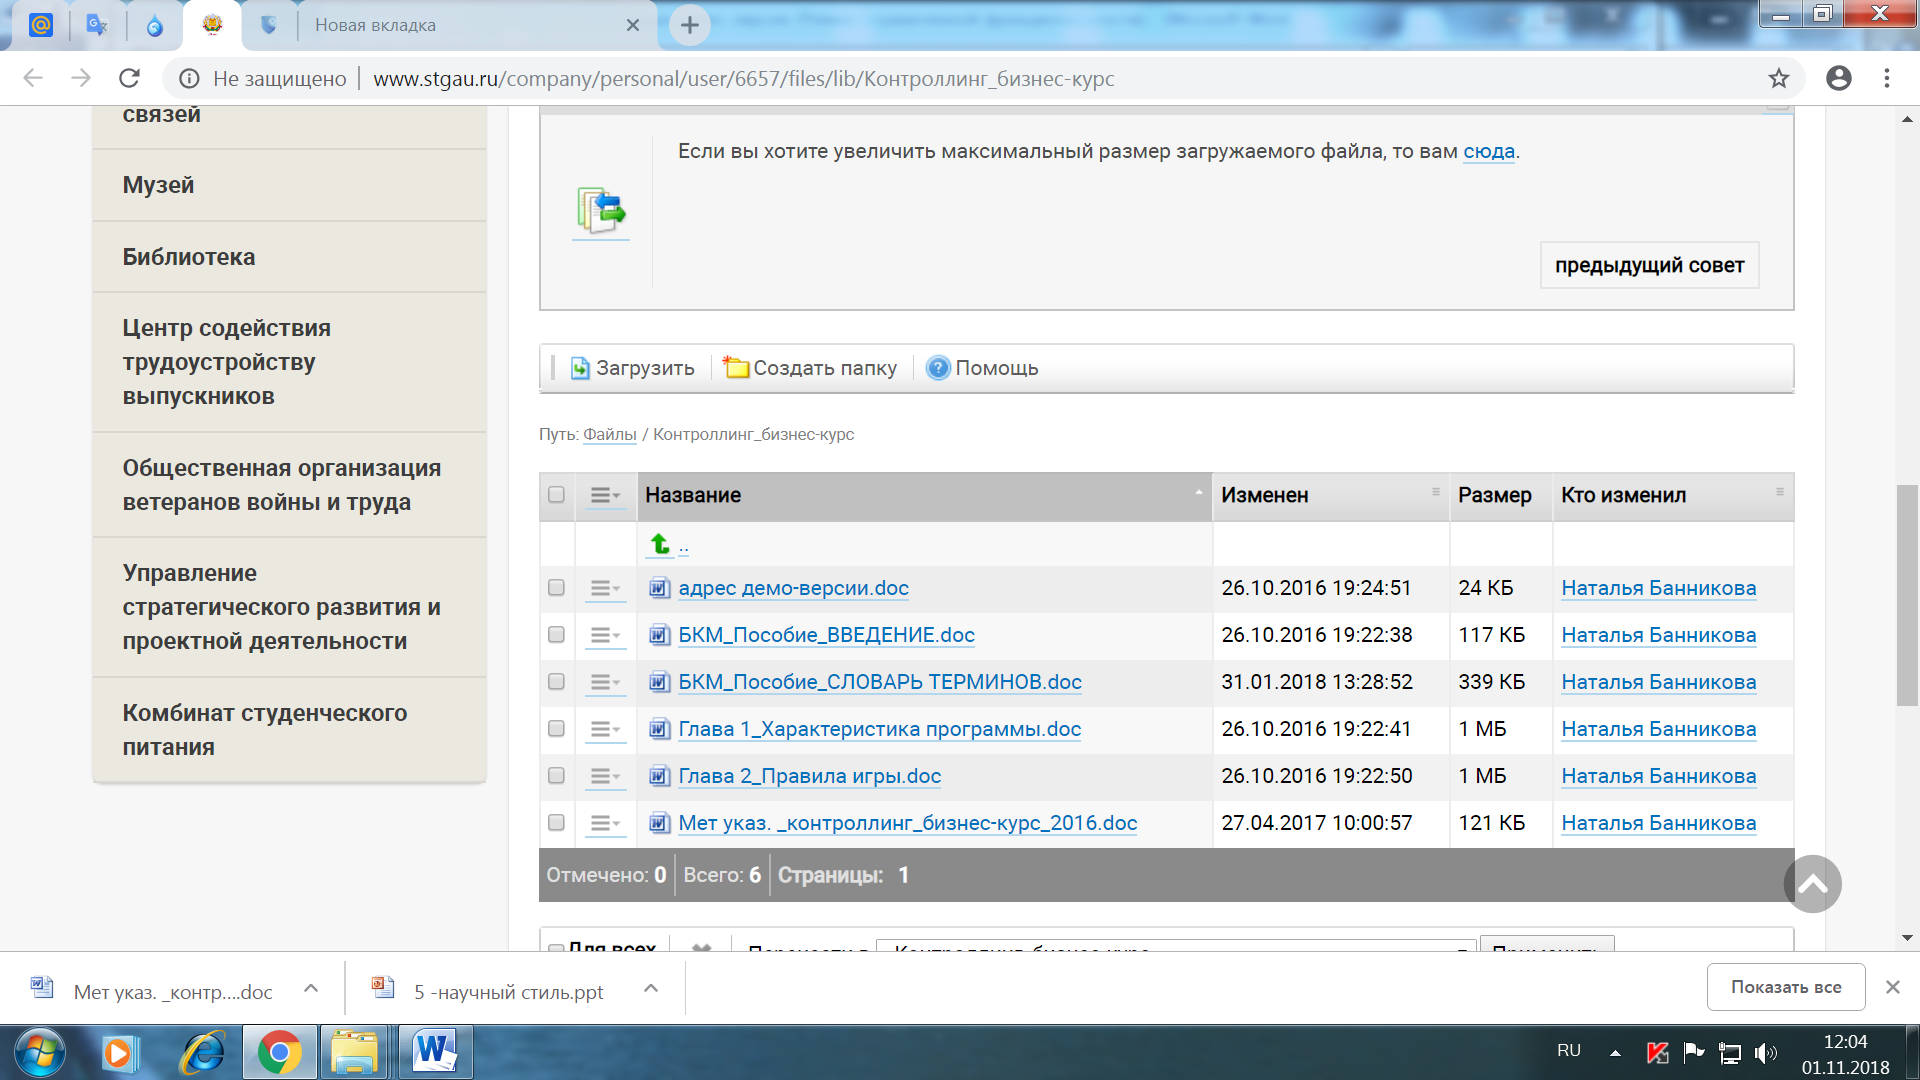 Новая вкладка
Не защищено
www.stgau.ru/company/personal/user/6657/files/lib/Контроллинг_бизнес-курс
связей
Музей
Библиотека
Центр содействия
трудоустройству
выпускников
Общественная организация
ветеранов войны и труда
Управление
стратегического развития и
проектной деятельности
Комбинат студенческого
питания
Если вы хотите увеличить максимальный размер загружаемого файла, то вам сюда.
предыдущий совет
Загрузить Создать папку Помощь
Путь: Файлы / Контроллинг_бизнес-курс
Название Изменен Размер Кто изменил
..
адрес демо-версии.doc 26.10.2016 19:24:51 24 КБ Наталья Банникова
БКМ_Пособие_ВВЕДЕНИЕ.doc 26.10.2016 19:22:38 117 КБ Наталья Банникова
БКМ_Пособие_СЛОВАРЬ ТЕРМИНОВ.doc 31.01.2018 13:28:52 339 КБ Наталья Банникова
Глава 1_Характеристика программы.doc 26.10.2016 19:22:41 1 МБ Наталья Банникова
Глава 2_Правила игры.doc 26.10.2016 19:22:50 1 МБ Наталья Банникова
Мет указ. _контроллинг_бизнес-курс_2016.doc 27.04.2017 10:00:57 121 КБ Наталья Банникова
Отмечено: 0 Всего: 6 Страницы: 1
Для всех Перенести в Контроллинг_бизнес-курс Применить
Мет указ. _контр....doc
5 -научный стиль.ppt
Показать все
RU
12:04
01.11.2018